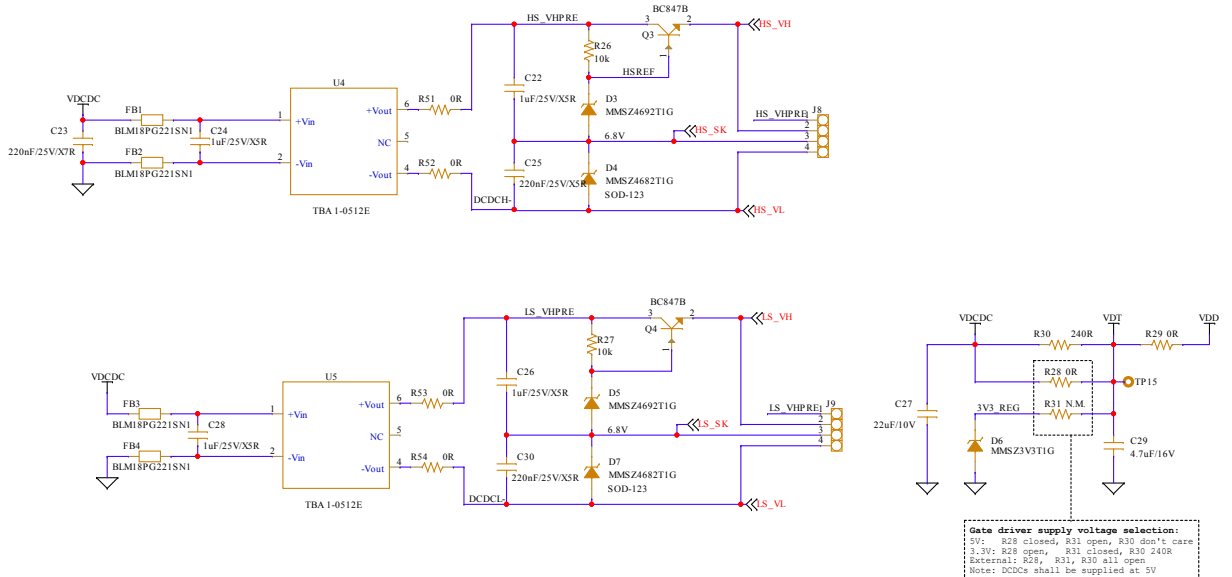 BC847B
HS_VHPRE
3
2
HS_VH
Q3
R26
10k
1
HSREF
C22
1uF/25V/X5R
U4
R51
0R
D3
MMSZ4692T1G
VDCDC
FB1
1
+Vin
+Vout
6
BLM18PG221SN1
C23
C24
1uF/25V/X5R
220nF/25V/X7R
NC
5
HS_VHPRE
J8
1
2
3
4
6.8V
HS_SK
FB2
2
-Vin
-Vout
4
R52
0R
BLM18PG221SN1
C25
220nF/25V/X5R
D4
MMSZ4682T1G
SOD-123
DCDCH-
HS_VL
TBA 1-0512E
BC847B
LS_VHPRE
3
2
LS_VH
Q4
R27
10k
1
C26
1uF/25V/X5R
U5
R53
0R
D5
MMSZ4692T1G
VDCDC
FB3
1
+Vin
+Vout
6
BLM18PG221SN1
C28
1uF/25V/X5R
NC
5
LS_VHPRE
J9
1
2
3
4
6.8V
LS_SK
FB4
2
-Vin
-Vout
4
R54
0R
BLM18PG221SN1
C30
220nF/25V/X5R
D7
MMSZ4682T1G
SOD-123
DCDCL-
LS_VL
TBA 1-0512E
VDCDC
VDT
VDD
R30
240R
R29 0R
R28 0R
TP15
R31 N.M.
3V3_REG
C27
22uF/10V
D6
MMSZ3V3T1G
C29
4.7uF/16V
Gate driver supply voltage selection:
5V: R28 closed, R31 open, R30 don't care
3.3V: R28 open, R31 closed, R30 240R
External: R28, R31, R30 all open
Note: DCDCs shall be supplied at 5V